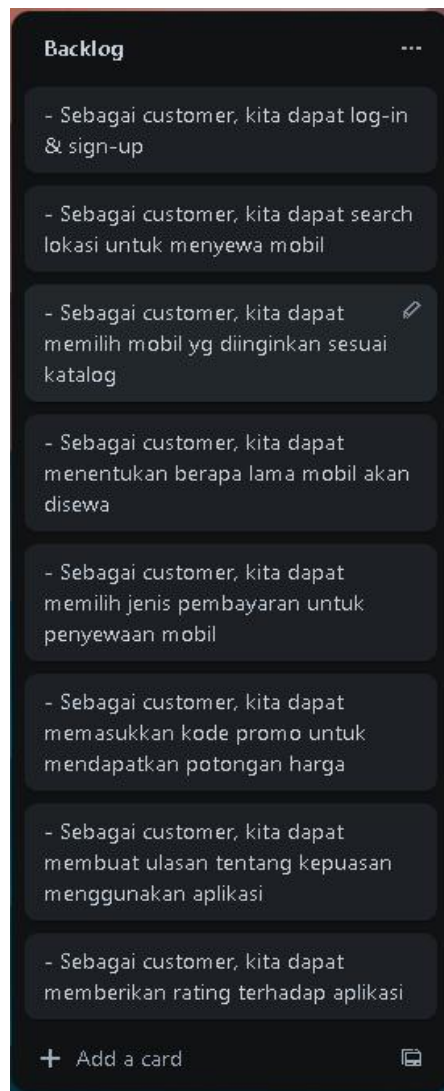 Backlog
- Sebagai customer, kita dapat log-in
& sign-up
- Sebagai customer, kita dapat search
lokasi untuk menyewa mobil
- Sebagai customer, kita dapat
memilih mobil yg diinginkan sesuai
katalog
- Sebagai customer, kita dapat
menentukan berapa lama mobil akan
disewa
- Sebagai customer, kita dapat
memilih jenis pembayaran untuk
penyewaan mobil
- Sebagai customer, kita dapat
memasukkan kode promo untuk
mendapatkan potongan harga
- Sebagai customer, kita dapat
membuat ulasan tentang kepuasan
menggunakan aplikasi
- Sebagai customer, kita dapat
memberikan rating terhadap aplikasi
+ Add a card